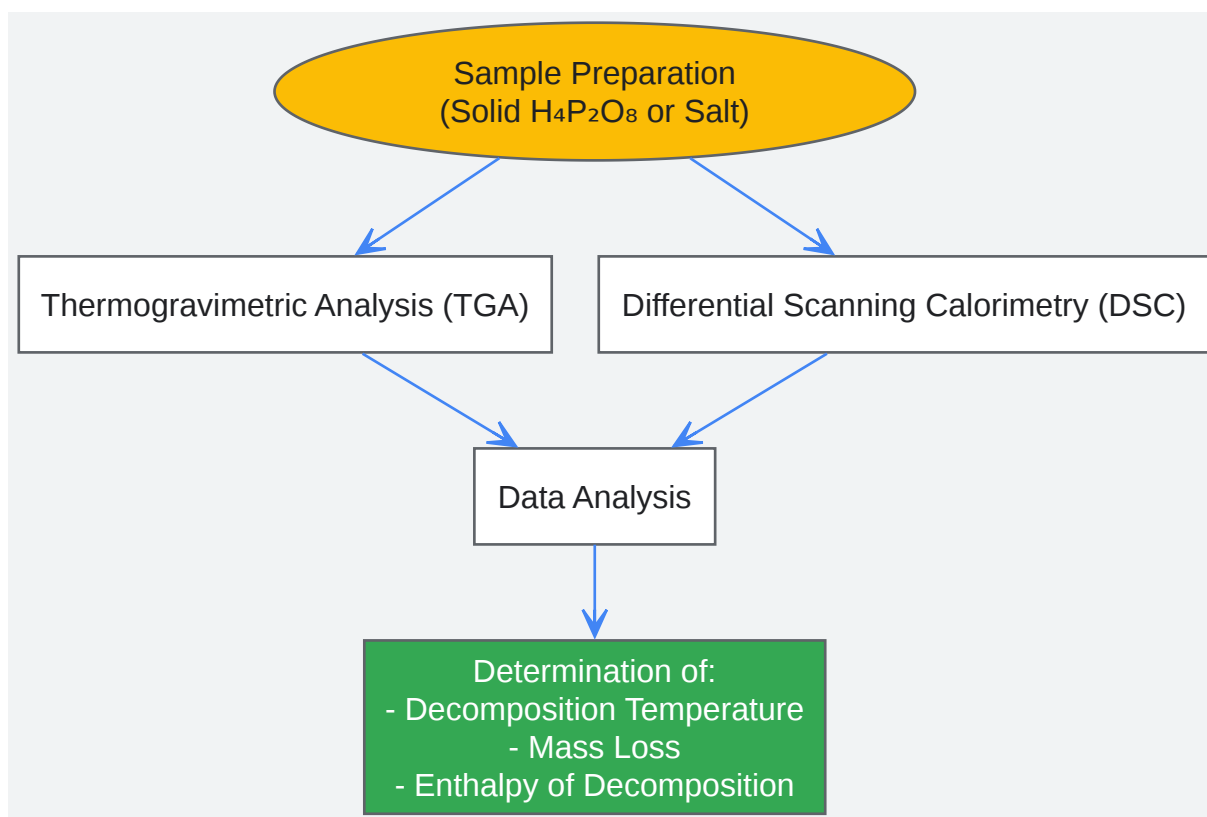 Sample Preparation
(Solid H₄P₂O₈ or Salt)
Thermogravimetric Analysis (TGA)
Differential Scanning Calorimetry (DSC)
Data Analysis
Determination of:
- Decomposition Temperature
- Mass Loss
- Enthalpy of Decomposition